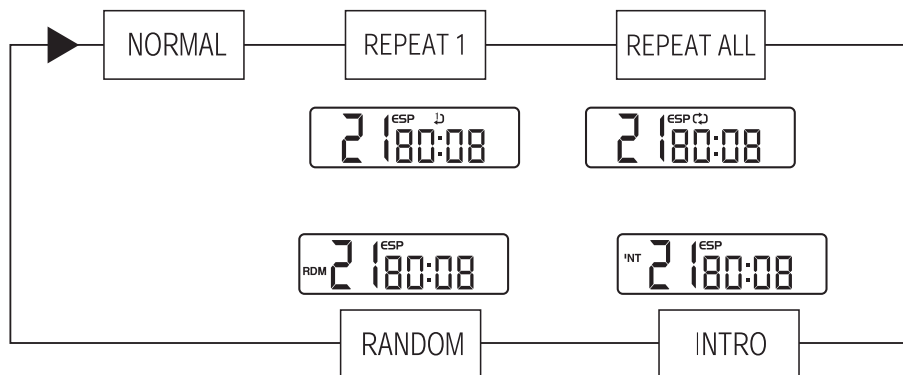 NORMAL
REPEAT 1
REPEAT ALL
21 ESP 80:08
21 ESP 80:08
RDM 21 ESP 80:08
INT 21 ESP 80:08
RANDOM
INTRO